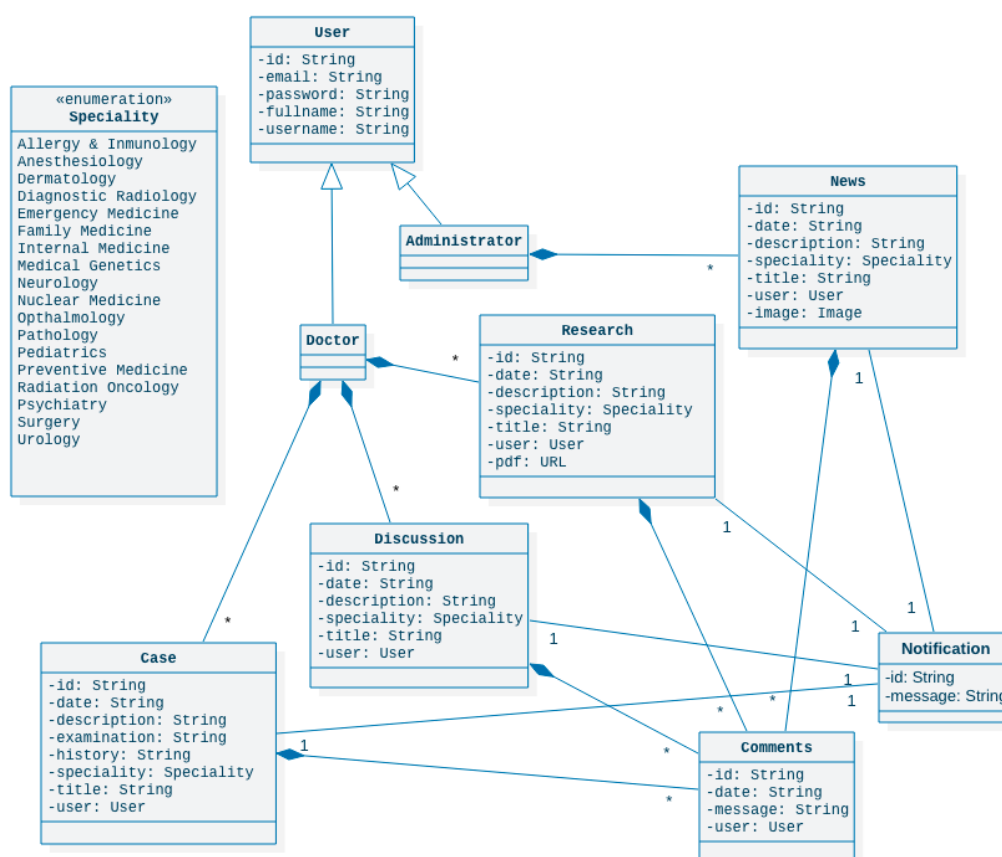 User
-id: String
-email: String
-password: String
-fullname: String
-username: String
«enumeration»
Speciality
Allergy & Inmunology
Anesthesiology
Dermatology
Diagnostic Radiology
Emergency Medicine
Family Medicine
Internal Medicine
Medical Genetics
Neurology
Nuclear Medicine
Opthalmology
Pathology
Pediatrics
Preventive Medicine
Radiation Oncology
Psychiatry
Surgery
Urology
Administrator
*
News
-id: String
-date: String
-description: String
-speciality: Speciality
-title: String
-user: User
-image: Image
Doctor
*
Research
-id: String
-date: String
-description: String
-speciality: Speciality
-title: String
-user: User
-pdf: URL
1
*
1
Discussion
-id: String
-date: String
-description: String
-speciality: Speciality
-title: String
-user: User
1
1
1
*
Case
-id: String
-date: String
-description: String
-examination: String
-history: String
-speciality: Speciality
-title: String
-user: User
1
Notification
-id: String
-message: String
1
1
*
*
*
*
Comments
-id: String
-date: String
-message: String
-user: User